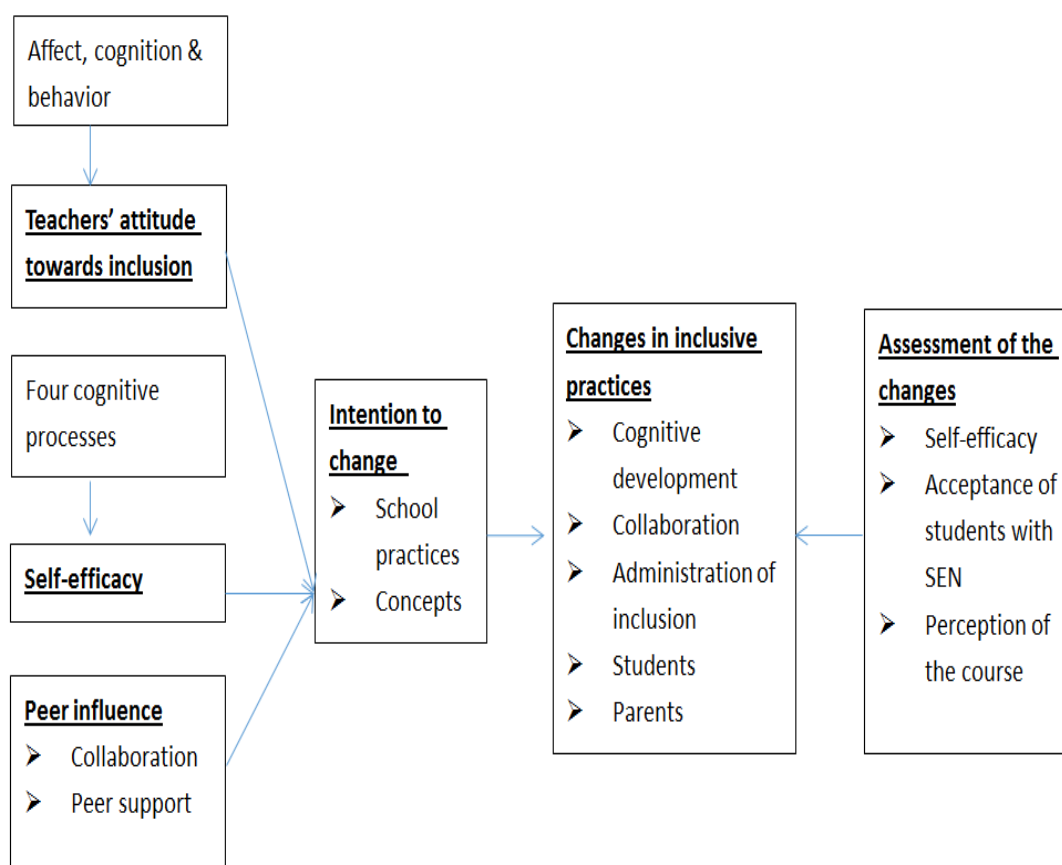 Affect, cognition &
behavior
Teachers’ attitude
towards inclusion
Four cognitive
processes
Self-efficacy
Peer influence
➢ Collaboration
➢ Peer support
Intention to
change
➢ School
practices
➢ Concepts
Changes in inclusive
practices
➢ Cognitive
development
➢ Collaboration
➢ Administration of
inclusion
➢ Students
➢ Parents
Assessment of the
changes
➢ Self-efficacy
➢ Acceptance of
students with
SEN
➢ Perception of
the course